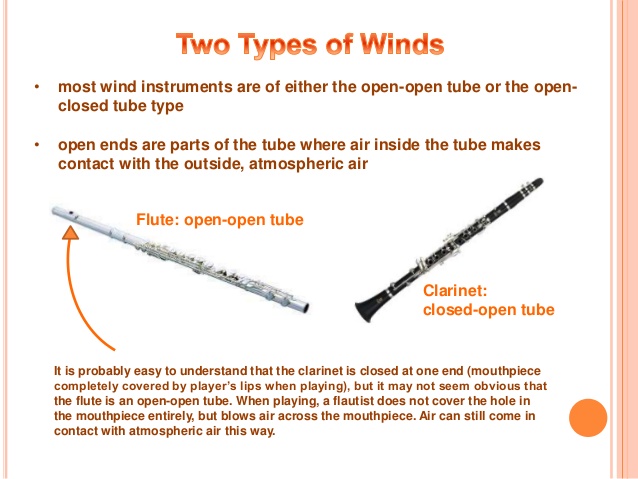 Two Types of Winds
• most wind instruments are of either the open-open tube or the open-
closed tube type
• open ends are parts of the tube where air inside the tube makes
contact with the outside, atmospheric air
Flute: open-open tube
Clarinet:
closed-open tube
It is probably easy to understand that the clarinet is closed at one end (mouthpiece
completely covered by player's lips when playing), but it may not seem obvious that
the flute is an open-open tube. When playing, a flautist does not cover the hole in
the mouthpiece entirely, but blows air across the mouthpiece. Air can still come in
contact with atmospheric air this way.